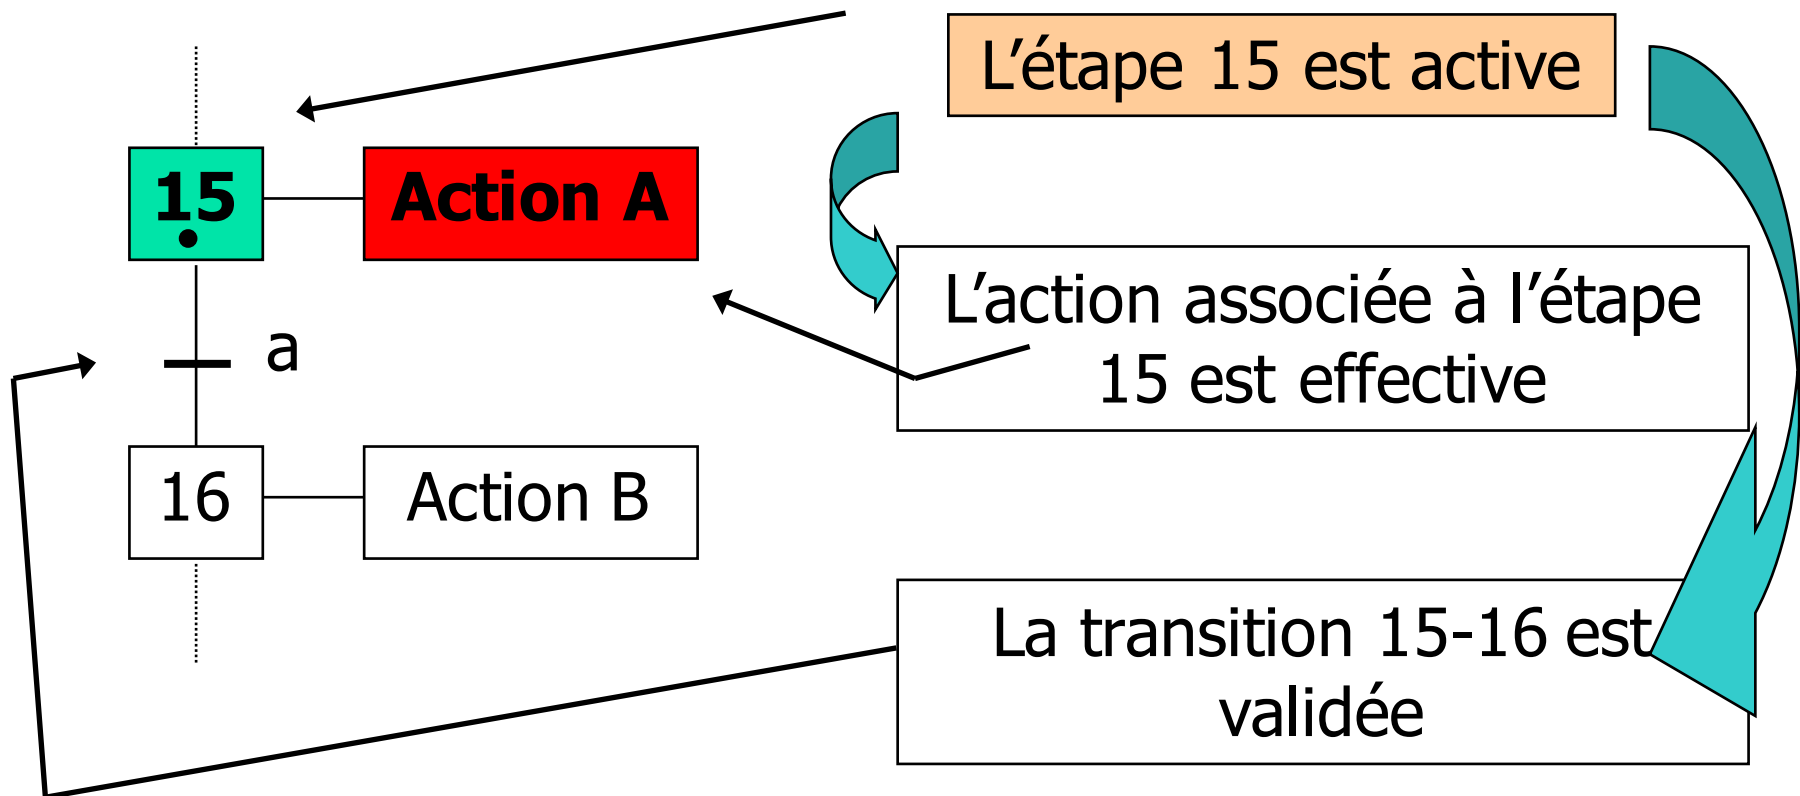 L'étape 15 est active
15
Action A
L'action associée à l'étape
15 est effective
a
16
Action B
La transition 15-16 est
validée